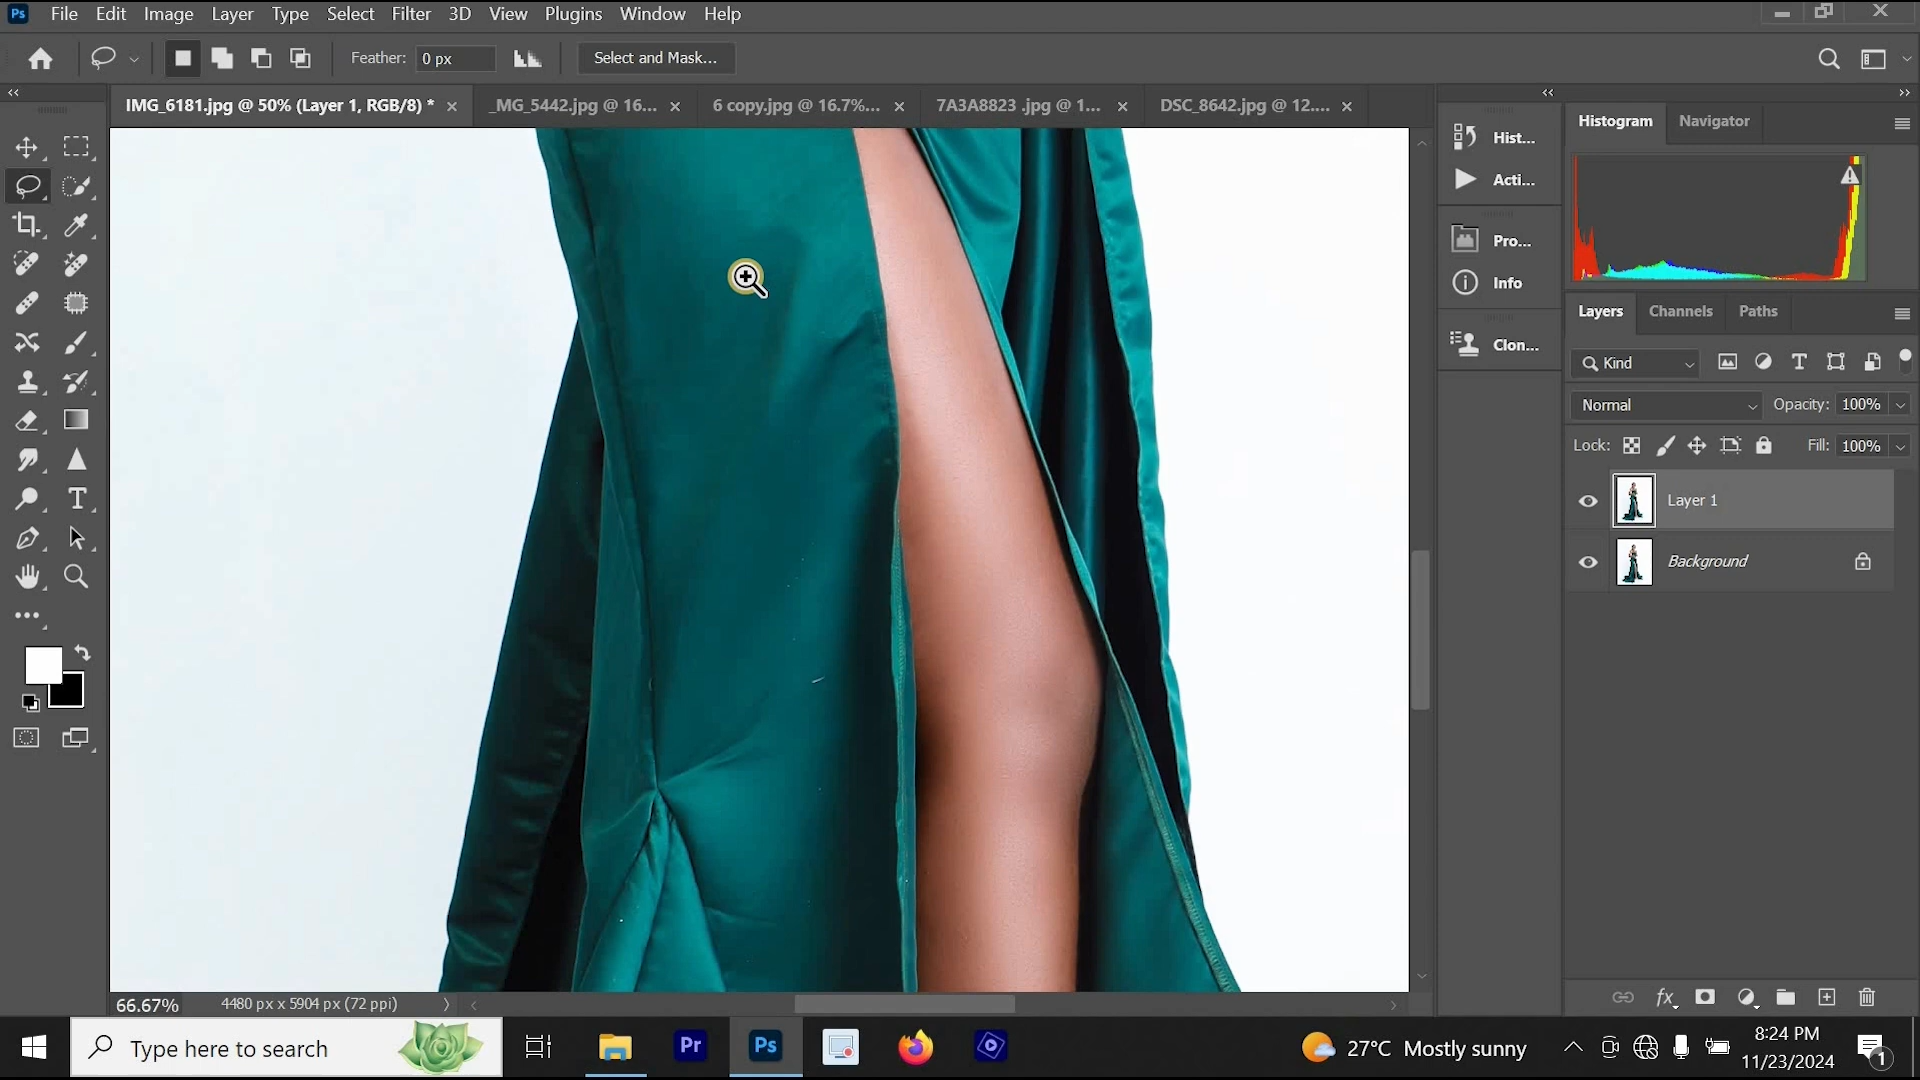 Ps File Edit Image Layer Type Select Filter 3D View Plugins Window Help
Feather: 0 px Select and Mask...
IMG_6181.jpg @ 50% (Layer 1, RGB/8) * _MG_5442.jpg @ 16... 6 copy.jpg @ 16.7%... 7A3A8823 .jpg @ 1... DSC_8642.jpg @ 12....
Hist...
Acti...
Pro...
Info
Clon...
Histogram Navigator
Layers Channels Paths
Kind
Normal Opacity: 100%
Lock: Fill: 100%
Layer 1
Background
fx
66.67% 4480 px x 5904 px (72 ppi)
Type here to search Pr Ps 27°C Mostly sunny
8:24 PM
11/23/2024
1